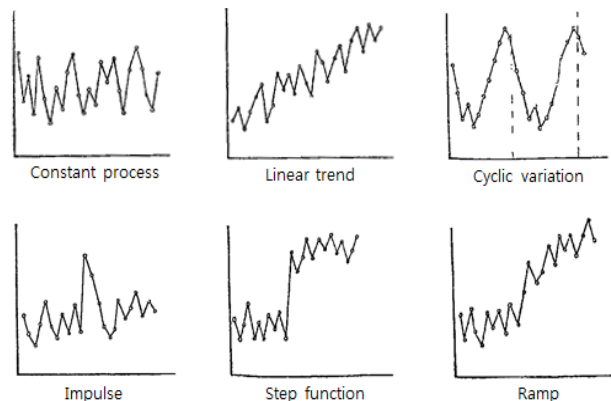 Constant process
Linear trend
Cyclic variation
Impulse
Step function
Ramp